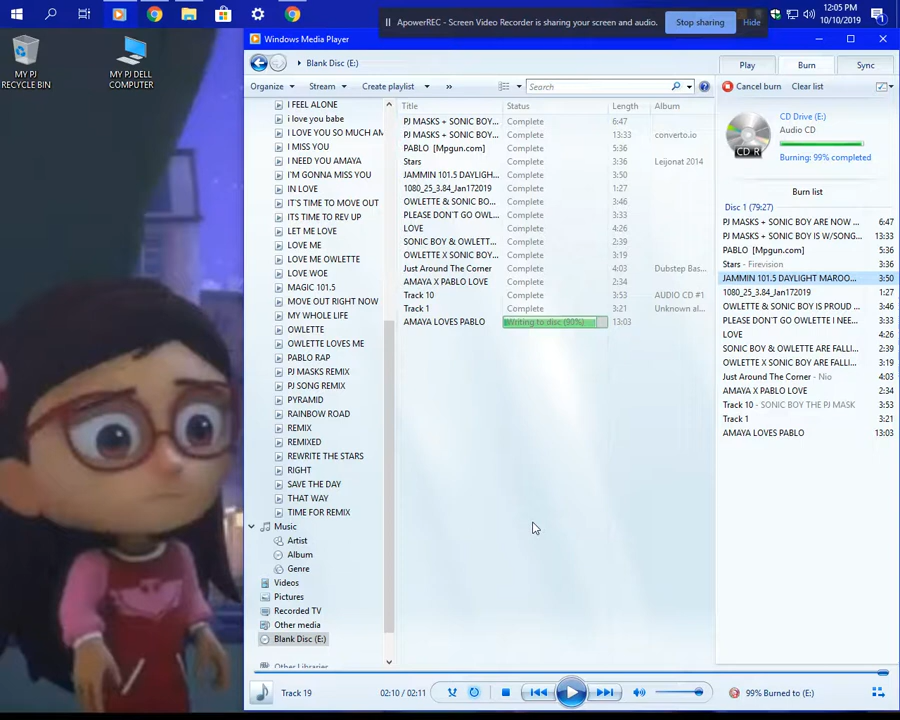 12:05 PM
10/10/2019
1
ApowerREC - Screen Video Recorder is sharing your screen and audio.
Stop sharing
Hide
MY PJ
RECYCLE BIN
MY PJ DELL
COMPUTER
Windows Media Player
Blank Disc (E:)
Play
Burn
Sync
Organize
Stream
Create playlist
»
Search
Cancel burn
Clear list
I FEEL ALONE
i love you babe
I LOVE YOU SO MUCH AM
I MISS YOU
I NEED YOU AMAYA
I'M GONNA MISS YOU
IN LOVE
IT'S TIME TO MOVE OUT
ITS TIME TO REV UP
LET ME LOVE
LOVE ME
LOVE ME OWLETTE
LOVE WOE
MAGIC 101.5
MOVE OUT RIGHT NOW
MY WHOLE LIFE
OWLETTE
OWLETTE LOVES ME
PABLO RAP
PJ MASKS REMIX
PJ SONG REMIX
PYRAMID
RAINBOW ROAD
REMIX
REMIXED
REWRITE THE STARS
RIGHT
SAVE THE DAY
THAT WAY
TIME FOR REMIX
Music
Artist
Album
Genre
Videos
Pictures
Recorded TV
Other media
Blank Disc (E:)
Other Libraries
Title Status Length Album
PJ MASKS + SONIC BOY... Complete 6:47
PJ MASKS + SONIC BOY... Complete 13:33 converto.io
PABLO [Mpgun.com] Complete 5:36
Stars Complete 3:36 Leijonat 2014
JAMMIN 101.5 DAYLIGH... Complete 3:50
1080_25_3.84_Jan172019 Complete 1:27
OWLETTE & SONIC BO... Complete 3:46
PLEASE DON'T GO OWL... Complete 3:33
LOVE Complete 4:26
SONIC BOY & OWLETT... Complete 2:39
OWLETTE X SONIC BOY... Complete 3:19
Just Around The Corner Complete 4:03 Dubstep Bas...
AMAYA X PABLO LOVE Complete 2:34
Track 10 Complete 3:53 AUDIO CD #1
Track 1 Complete 3:21 Unknown al...
AMAYA LOVES PABLO Writing to disc (90%) 13:03
CD R
CD Drive (E:)
Audio CD
Burning: 99% completed
Burn list
Disc 1 (79:27)
PJ MASKS + SONIC BOY ARE NOW ... 6:47
PJ MASKS + SONIC BOY IS W/SONG... 13:33
PABLO [Mpgun.com] 5:36
Stars - Firevision 3:36
JAMMIN 101.5 DAYLIGHT MAROO... 3:50
1080_25_3.84_Jan172019 1:27
OWLETTE & SONIC BOY IS PROUD ... 3:46
PLEASE DON'T GO OWLETTE I NEE... 3:33
LOVE 4:26
SONIC BOY & OWLETTE ARE FALLI... 2:39
OWLETTE X SONIC BOY ARE FALLI... 3:19
Just Around The Corner - Nio 4:03
AMAYA X PABLO LOVE 2:34
Track 10 - SONIC BOY THE PJ MASK 3:53
Track 1 3:21
AMAYA LOVES PABLO 13:03
Track 19
02:10 / 02:11
99% Burned to (E:)